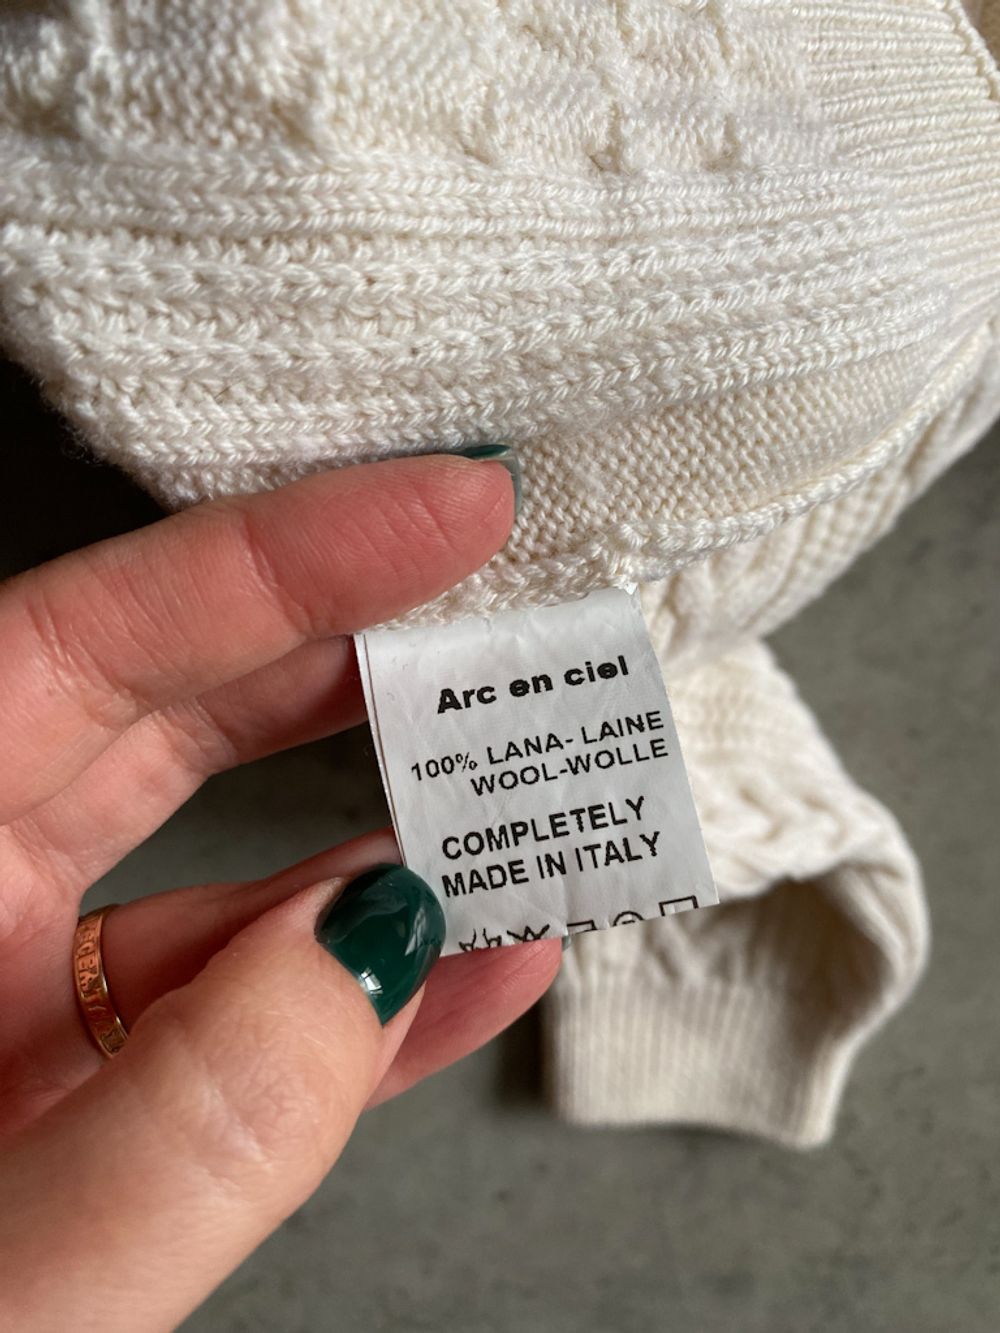 Arc en ciel
100% LANA- LAINE
WOOL-WOLLE
COMPLETELY
MADE IN ITALY